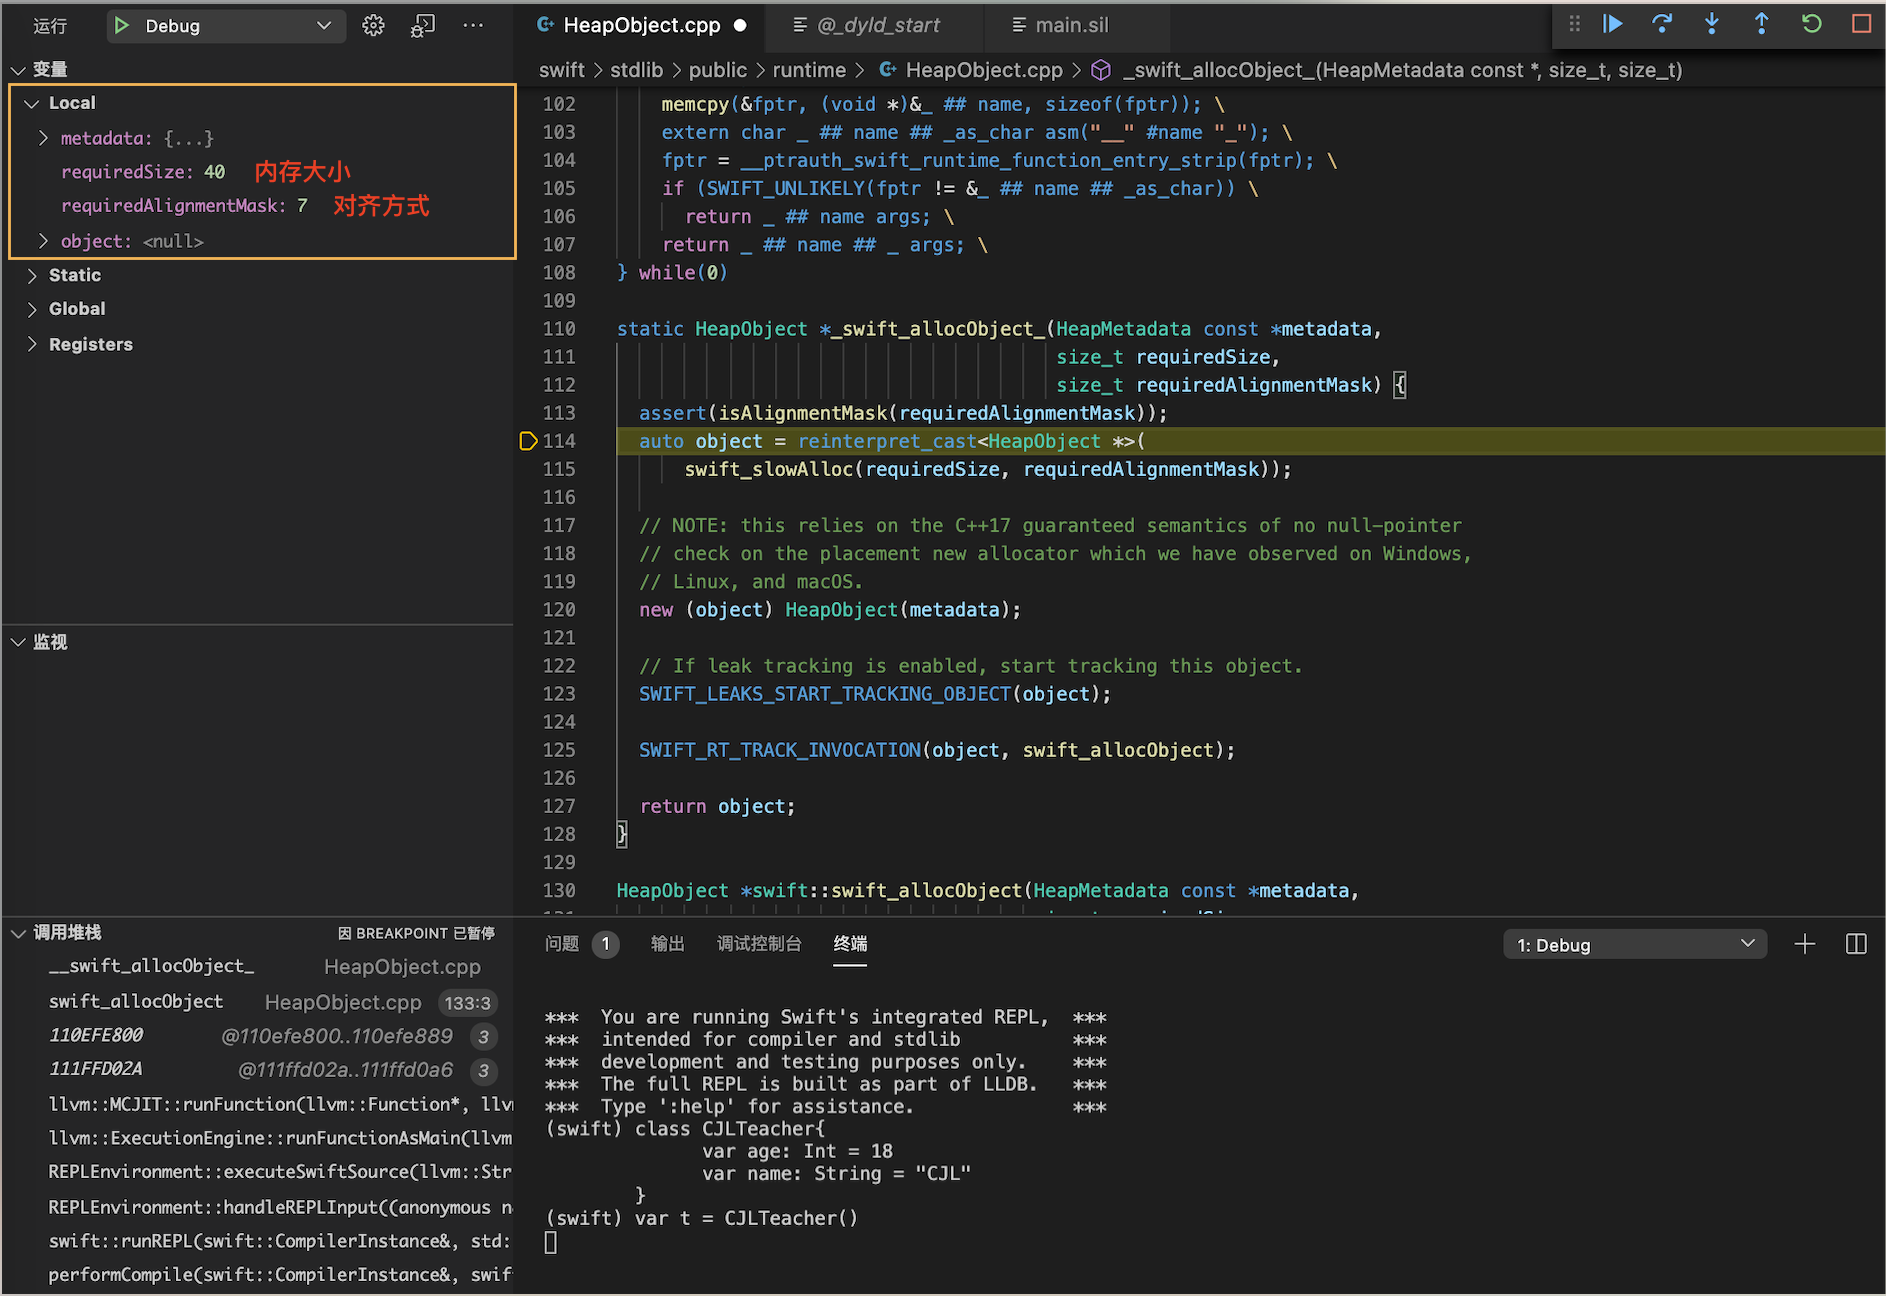 运行
Debug
HeapObject.cpp
@_dyld_start
main.sil
swift > stdlib > public > runtime > HeapObject.cpp > _swift_allocObject_(HeapMetadata const *, size_t, size_t)
变量
Local
metadata: {...}
requiredSize: 40 内存大小
requiredAlignmentMask: 7 对齐方式
object: <null>
Static
Global
Registers
监视
调用堆栈
因 BREAKPOINT 已暂停
__swift_allocObject_ HeapObject.cpp
swift_allocObject HeapObject.cpp 133:3
110EFE800 @110efe800..110efe889 3
111FFD02A @111ffd02a..111ffd0a6 3
llvm::MCJIT::runFunction(llvm::Function*, llv
llvm::ExecutionEngine::runFunctionAsMain(llvm
REPLEnvironment::executeSwiftSource(llvm::Str
REPLEnvironment::handleREPLInput((anonymous n
swift::runREPL(swift::CompilerInstance&, std:
performCompile(swift::CompilerInstance&, swif
102 memcpy(&fptr, (void *)&_ ## name, sizeof(fptr)); \
103 extern char _ ## name ## _as_char asm("__" #name "_"); \
104 fptr = __ptrauth_swift_runtime_function_entry_strip(fptr); \
105 if (SWIFT_UNLIKELY(fptr != &_ ## name ## _as_char)) \
106 return _ ## name args; \
107 return _ ## name ## _ args; \
108 } while(0)
109
110 static HeapObject *_swift_allocObject_(HeapMetadata const *metadata,
111 size_t requiredSize,
112 size_t requiredAlignmentMask) {
113 assert(isAlignmentMask(requiredAlignmentMask));
114 auto object = reinterpret_cast<HeapObject *>(
115 swift_slowAlloc(requiredSize, requiredAlignmentMask));
116
117 // NOTE: this relies on the C++17 guaranteed semantics of no null-pointer
118 // check on the placement new allocator which we have observed on Windows,
119 // Linux, and macOS.
120 new (object) HeapObject(metadata);
121
122 // If leak tracking is enabled, start tracking this object.
123 SWIFT_LEAKS_START_TRACKING_OBJECT(object);
124
125 SWIFT_RT_TRACK_INVOCATION(object, swift_allocObject);
126
127 return object;
128 }
129
130 HeapObject *swift::swift_allocObject(HeapMetadata const *metadata,
问题 1 输出 调试控制台 终端
1: Debug
*** You are running Swift's integrated REPL, ***
*** intended for compiler and stdlib ***
*** development and testing purposes only. ***
*** The full REPL is built as part of LLDB. ***
*** Type ':help' for assistance. ***
(swift) class CJLTeacher{
var age: Int = 18
var name: String = "CJL"
}
(swift) var t = CJLTeacher()